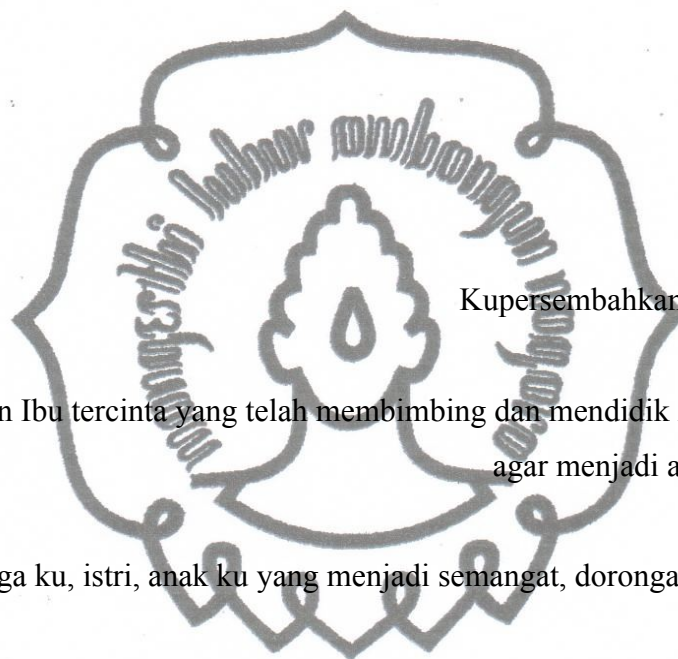 Kupersembahkan
n Ibu tercinta yang telah membimbing dan mendidik
agar menjadi a
ga ku, istri, anak ku yang menjadi semangat, doronga